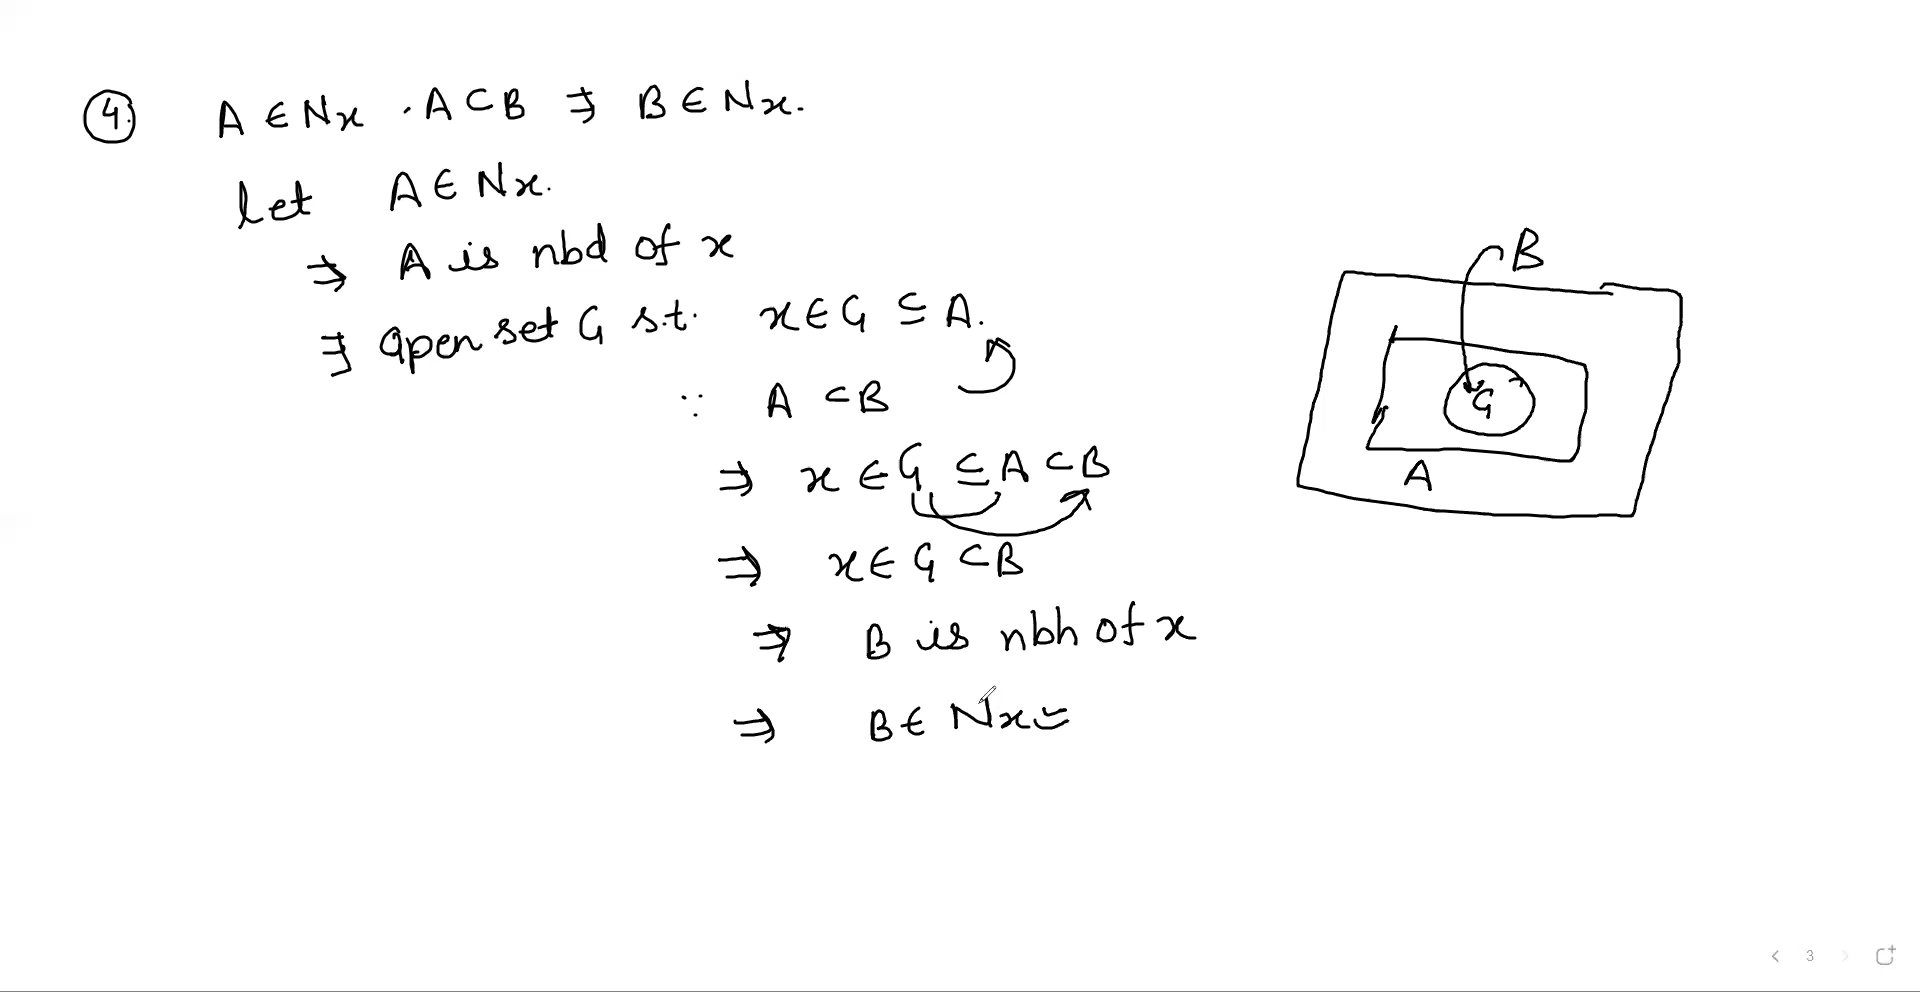 ④ A ∈ Nx . A ⊂ B ⇒ B ∈ Nx.
let A ∈ Nx.
⇒ A is nbd of x
∃ open set G s.t. x ∈ G ⊆ A.
∵ A ⊂ B
⇒ x ∈ G ⊆ A ⊂ B
⇒ x ∈ G ⊂ B
⇒ B is nbh of x
⇒ B ∈ Nx
B
G
A
3